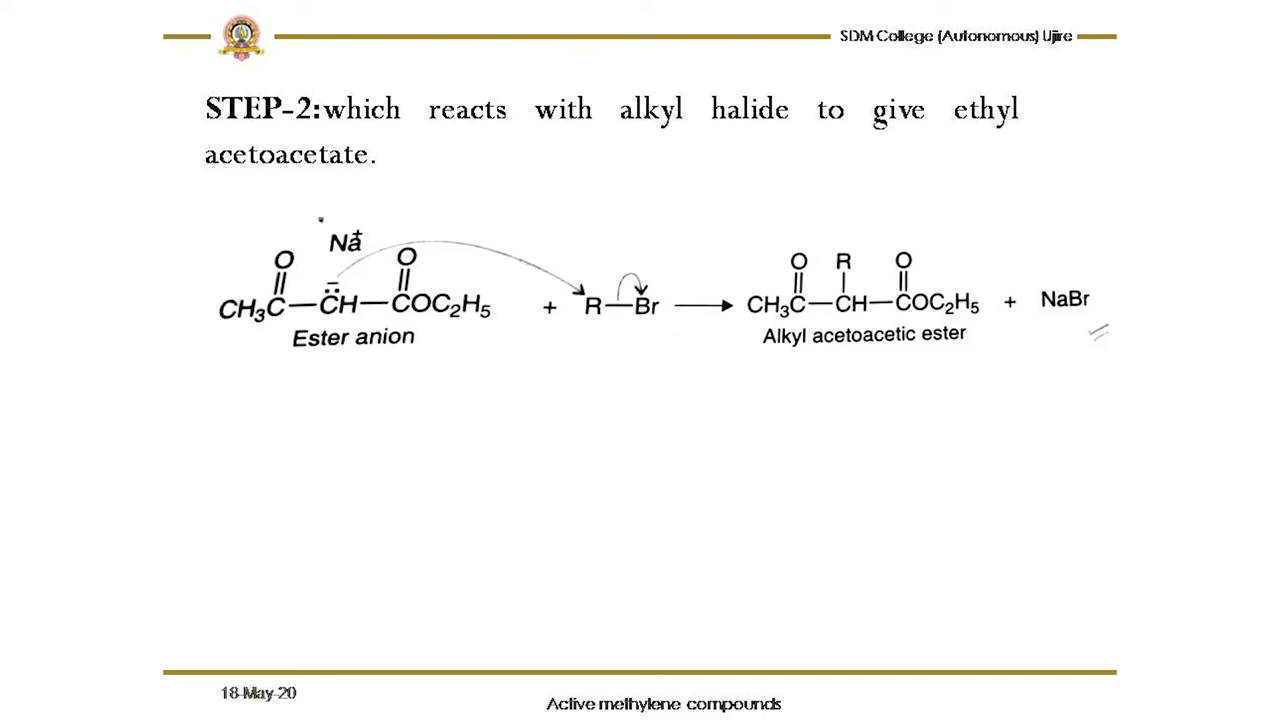 SDM College (Autonomous) Ujire
STEP-2:which reacts with alkyl halide to give ethyl
acetoacetate.
Na+
O O O R O
CH3C—C̈H—COC2H5 + R—Br ⟶ CH3C—CH—COC2H5 + NaBr
Ester anion Alkyl acetoacetic ester
18-May-20
Active methylene compounds